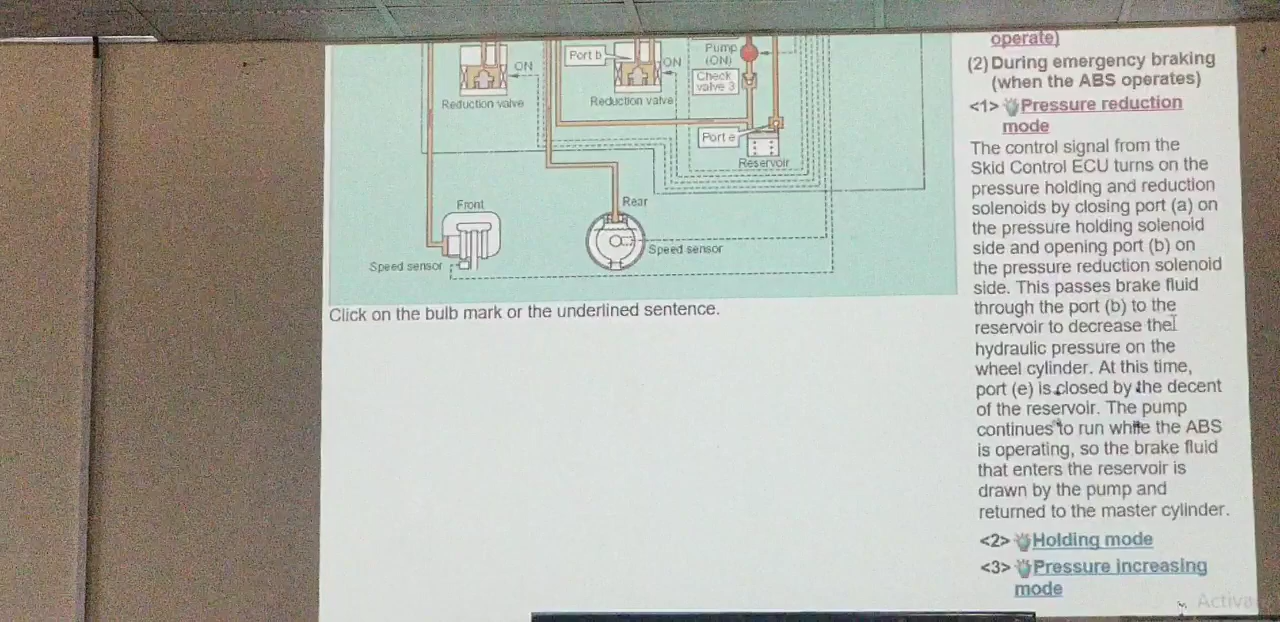 Reduction valve
ON
Port b
Reduction valve
ON
Pump
(ON)
Check
valve 3
Port e
Reservoir
Front
Speed sensor
Rear
Speed sensor
Click on the bulb mark or the underlined sentence.
operate)
(2) During emergency braking
(when the ABS operates)
<1> Pressure reduction
mode
The control signal from the
Skid Control ECU turns on the
pressure holding and reduction
solenoids by closing port (a) on
the pressure holding solenoid
side and opening port (b) on
the pressure reduction solenoid
side. This passes brake fluid
through the port (b) to the
reservoir to decrease the
hydraulic pressure on the
wheel cylinder. At this time,
port (e) is closed by the decent
of the reservoir. The pump
continues to run while the ABS
is operating, so the brake fluid
that enters the reservoir is
drawn by the pump and
returned to the master cylinder.
<2> Holding mode
<3> Pressure increasing
mode